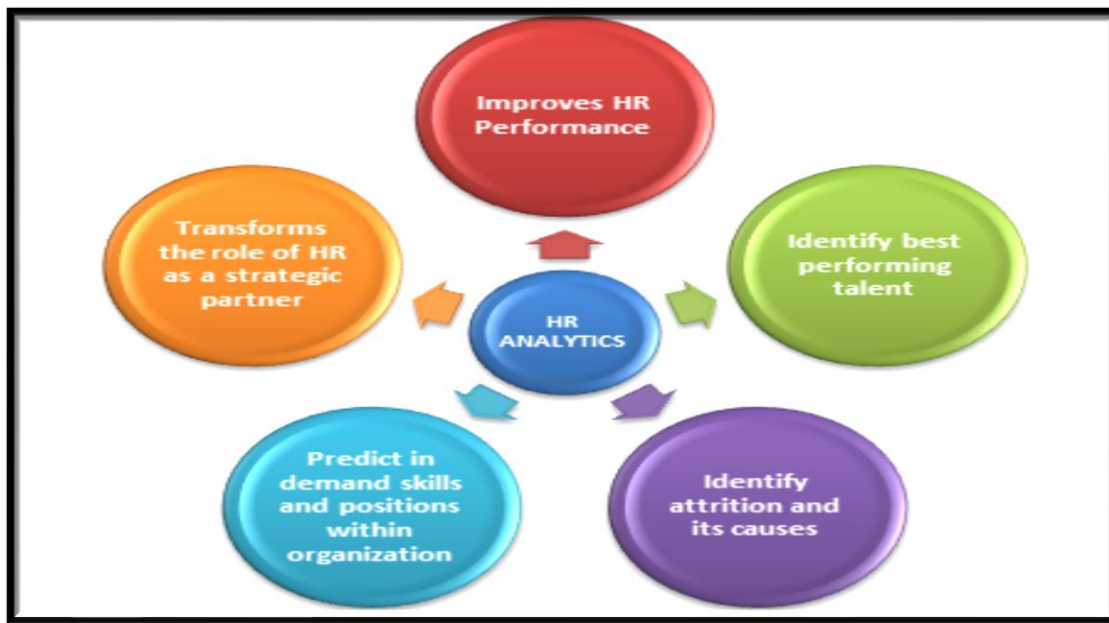 Improves HR
Performance
Identify best
performing
talent
Identify
attrition and
its causes
Predict in
demand skills
and positions
within
organization
Transforms
the role of HR
as a strategic
partner
HR
ANALYTICS